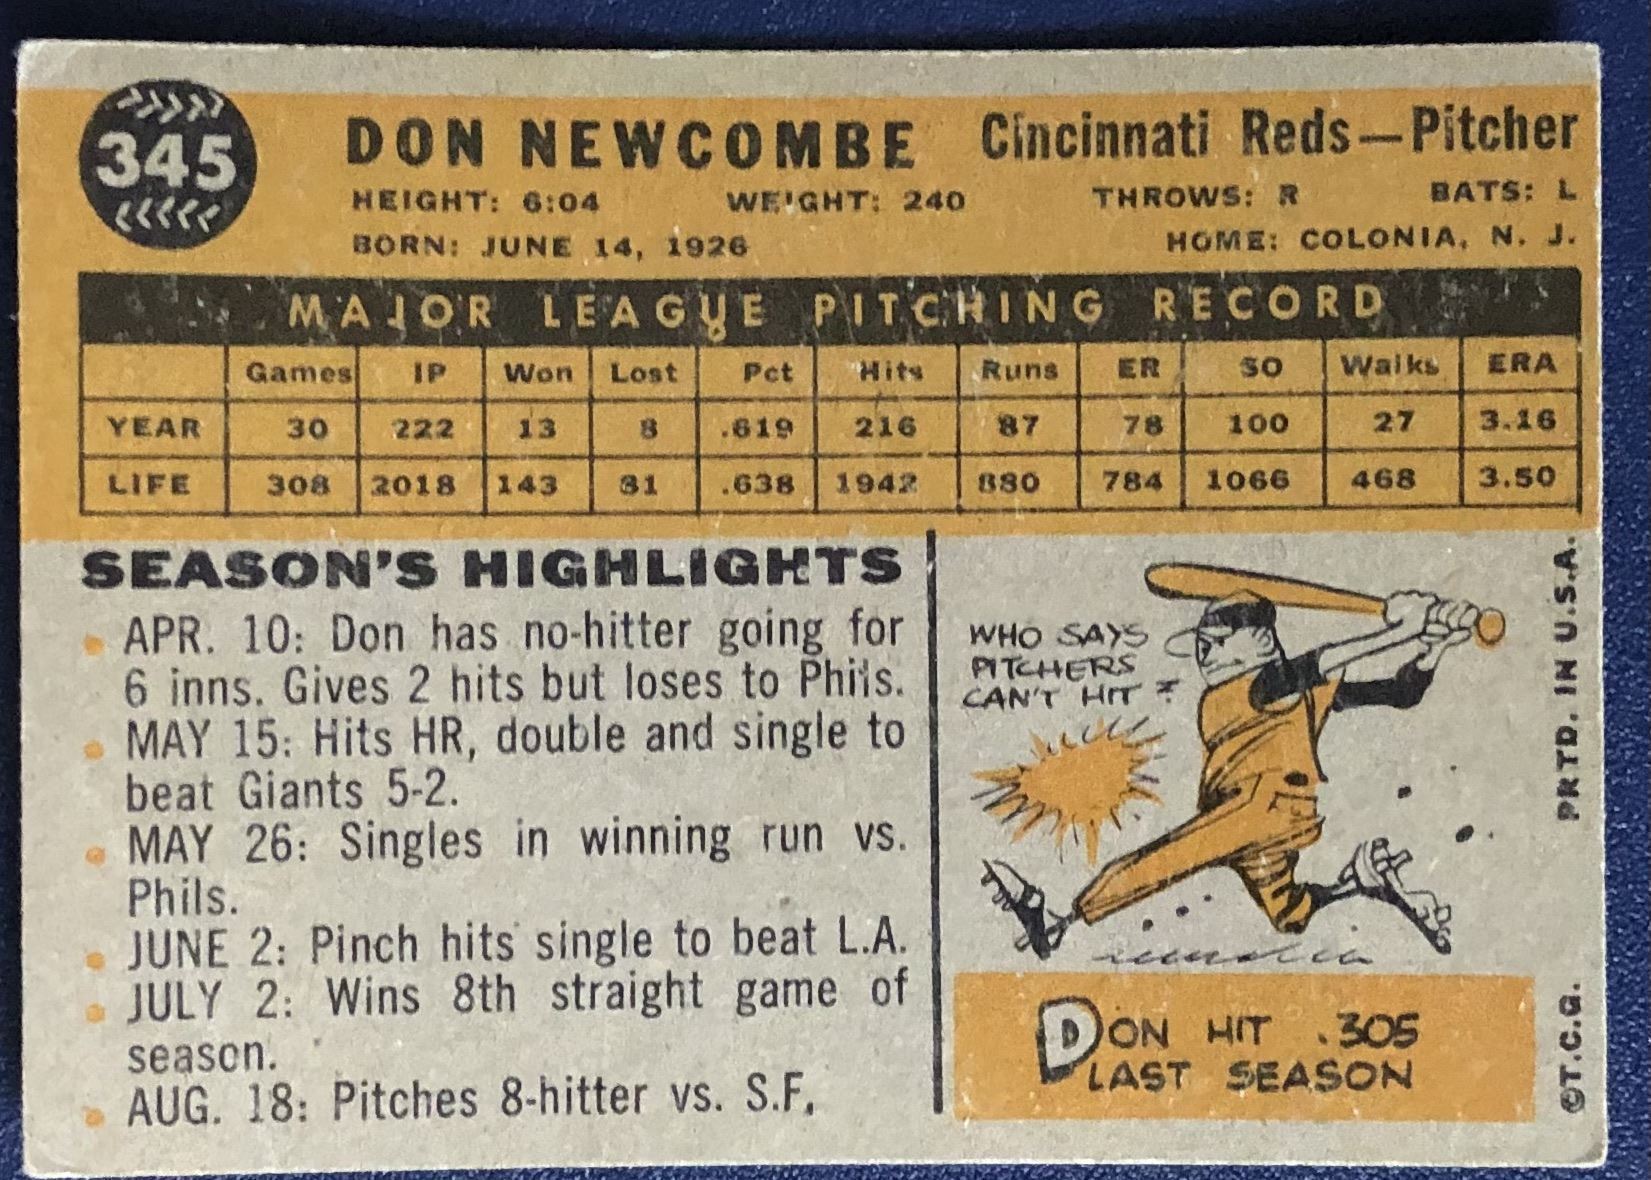 345
DON NEWCOMBE Cincinnati Reds—Pitcher
HEIGHT: 6:04 WEIGHT: 240 THROWS: R BATS: L
BORN: JUNE 14, 1926 HOME: COLONIA, N. J.
MAJOR LEAGUE PITCHING RECORD
Games IP Won Lost Pct Hits Runs ER SO Walks ERA
YEAR 30 222 13 8 .619 216 87 78 100 27 3.16
LIFE 308 2018 143 81 .638 1942 880 784 1066 468 3.50
SEASON'S HIGHLIGHTS
• APR. 10: Don has no-hitter going for
6 inns. Gives 2 hits but loses to Phils.
• MAY 15: Hits HR, double and single to
beat Giants 5-2.
• MAY 26: Singles in winning run vs.
Phils.
• JUNE 2: Pinch hits single to beat L.A.
• JULY 2: Wins 8th straight game of
season.
• AUG. 18: Pitches 8-hitter vs. S.F.
WHO SAYS
PITCHERS
CAN'T HIT?
DON HIT .305
LAST SEASON
©T.C.G. PRTD. IN U.S.A.